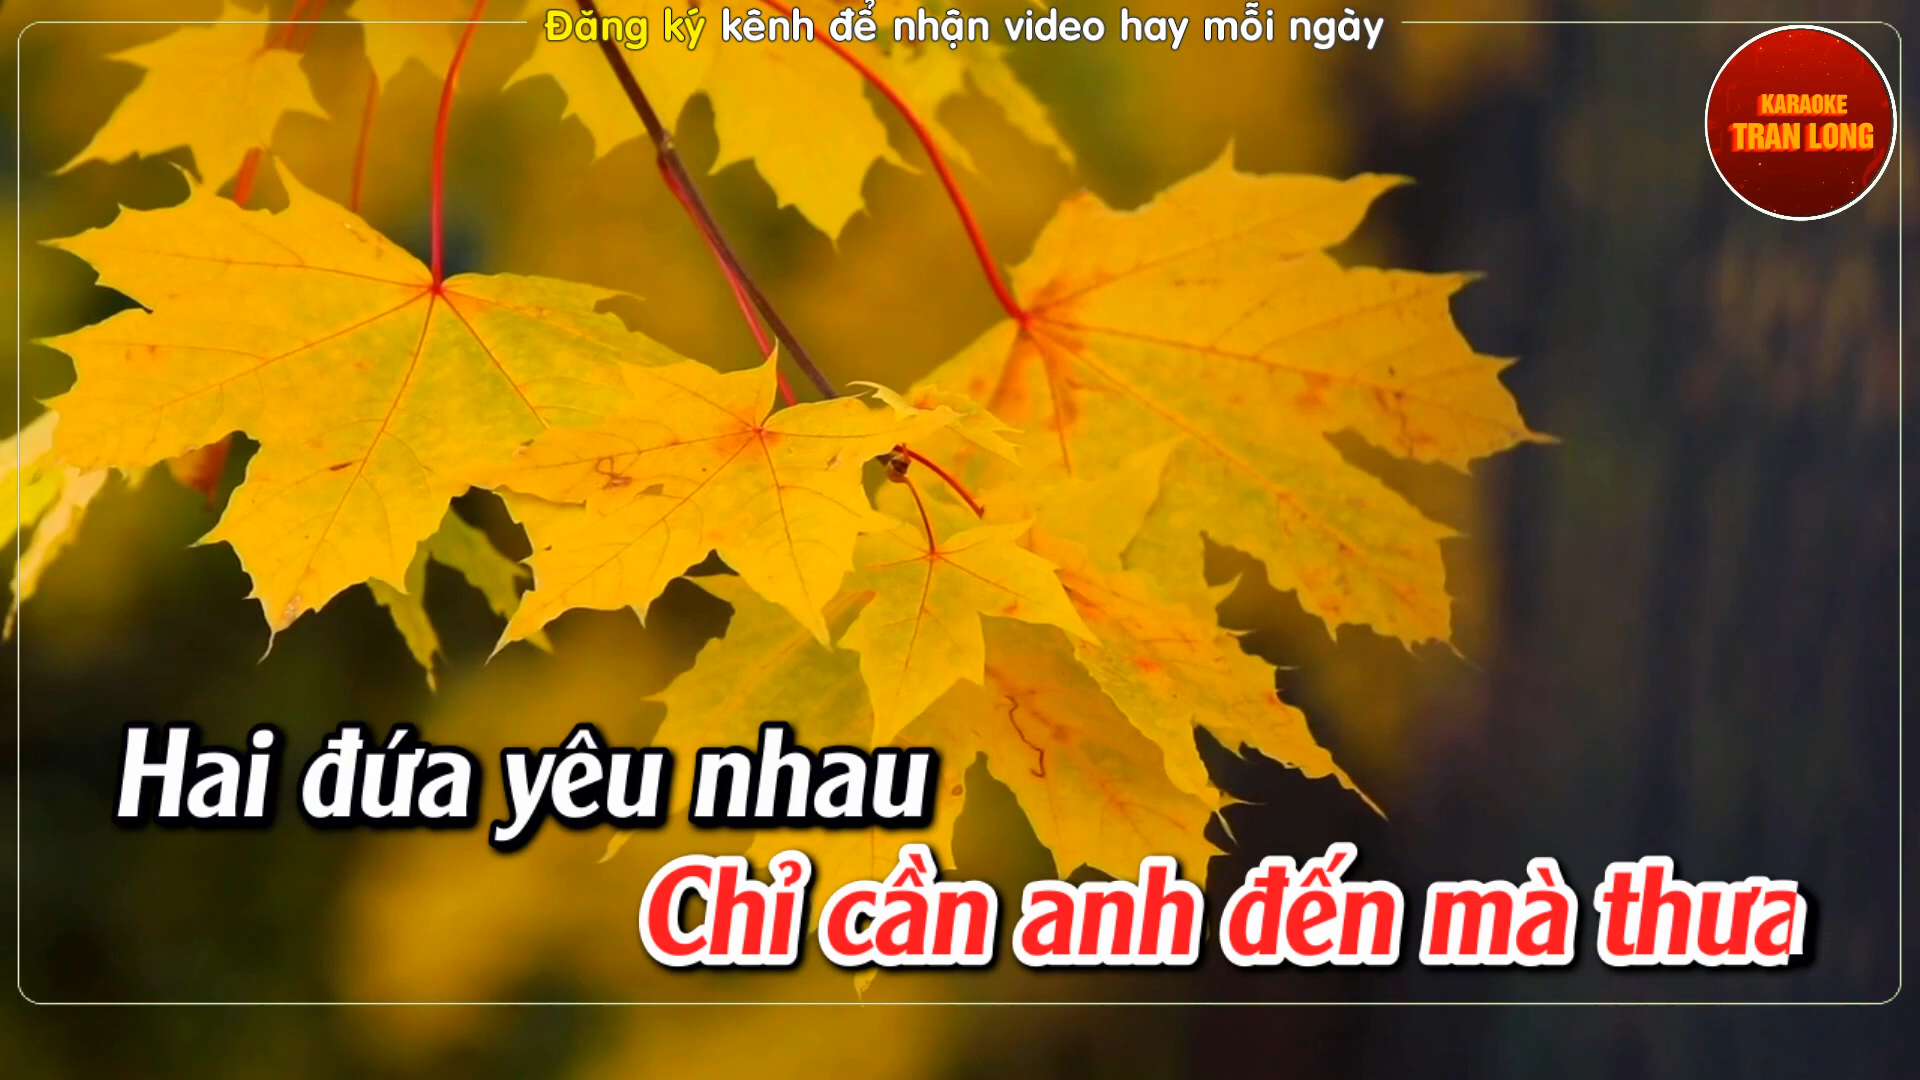 Đăng ký kênh để nhận video hay mỗi ngày
KARAOKE
TRAN LONG
Hai đứa yêu nhau
Chỉ cần anh đến mà thưa